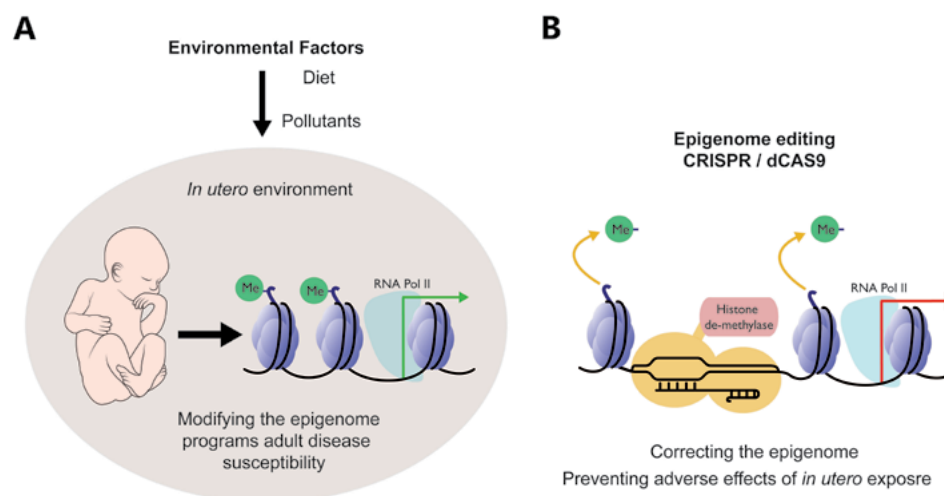 A
Environmental Factors
Diet
Pollutants
In utero environment
Me
Me
RNA Pol II
Modifying the epigenome
programs adult disease
susceptibility
B
Epigenome editing
CRISPR / dCAS9
Me
Me
RNA Pol II
Histone
de-methylase
Correcting the epigenome
Preventing adverse effects of in utero exposre